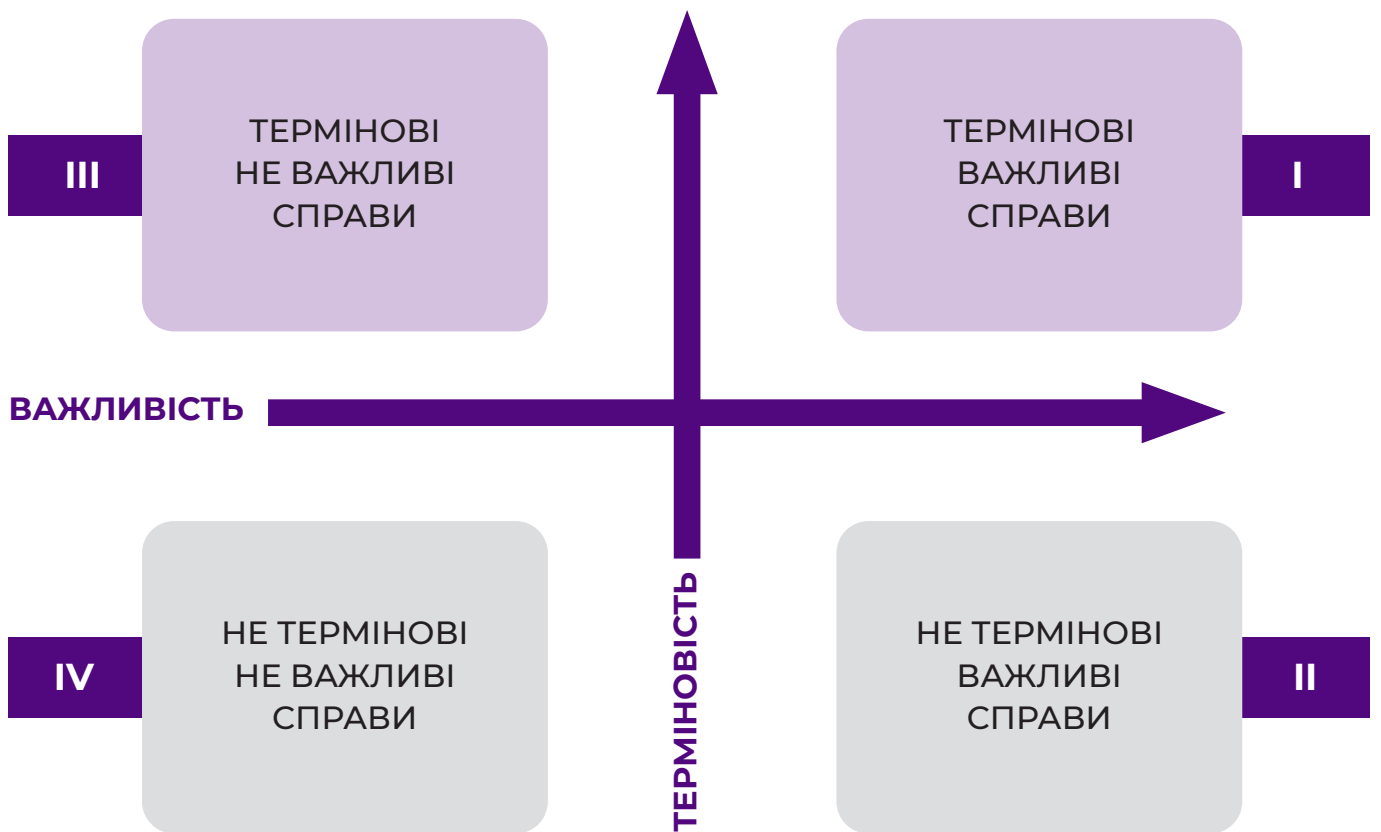 III
ТЕРМІНОВІ
НЕ ВАЖЛИВІ
СПРАВИ
ТЕРМІНОВІ
ВАЖЛИВІ
СПРАВИ
I
ВАЖЛИВІСТЬ
IV
НЕ ТЕРМІНОВІ
НЕ ВАЖЛИВІ
СПРАВИ
ТЕРМІНОВІСТЬ
НЕ ТЕРМІНОВІ
ВАЖЛИВІ
СПРАВИ
II